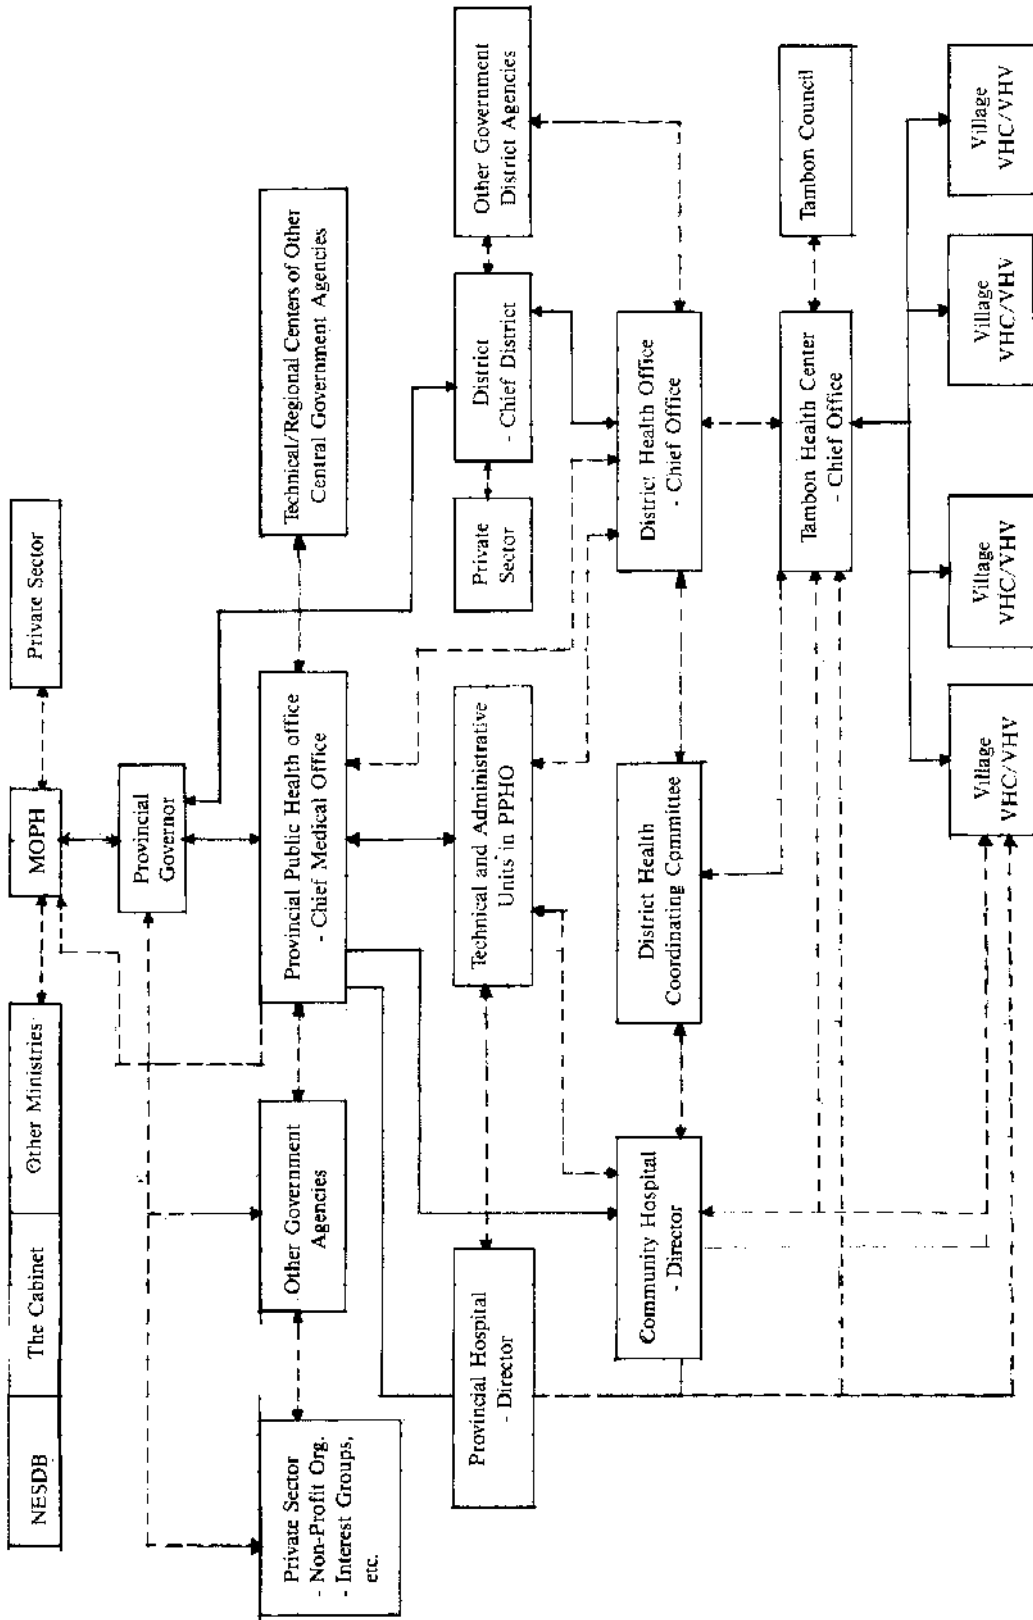 NESDB
The Cabinet
Other Ministries
MOPH
Private Sector
Provincial
Governor
Private Sector
- Non-Profit Org.
- Interest Groups,
etc.
Other Government
Agencies
Provincial Public Health office
- Chief Medical Office
Technical/Regional Centers of Other
Central Government Agencies
Provincial Hospital
- Director
Technical and Administrative
Units in PPHO
Private
Sector
District
- Chief District
Other Government
District Agencies
Community Hospital
- Director
District Health
Coordinating Committee
District Health Office
- Chief Office
Tambon Health Center
- Chief Office
Tambon Council
Village
VHC/VHV
Village
VHC/VHV
Village
VHC/VHV
Village
VHC/VHV